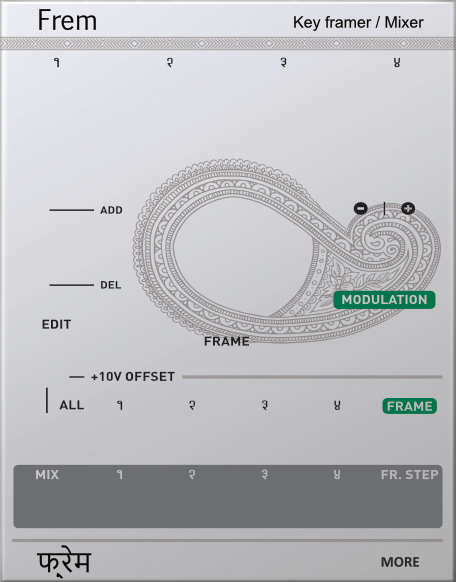 Frem Key framer / Mixer
१ २ ३ ४
ADD
DEL
MODULATION
EDIT
FRAME
+10V OFFSET
ALL १ २ ३ ४ FRAME
MIX १ २ ३ ४ FR. STEP
फ्रेम MORE